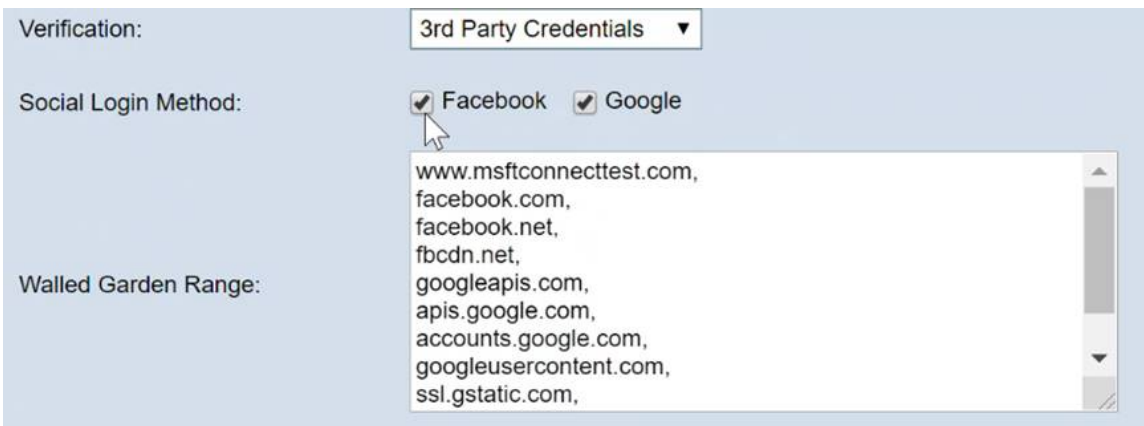 Verification: 3rd Party Credentials
Social Login Method: Facebook Google
Walled Garden Range:
www.msftconnecttest.com,
facebook.com,
facebook.net,
fbcdn.net,
googleapis.com,
apis.google.com,
accounts.google.com,
googleusercontent.com,
ssl.gstatic.com,